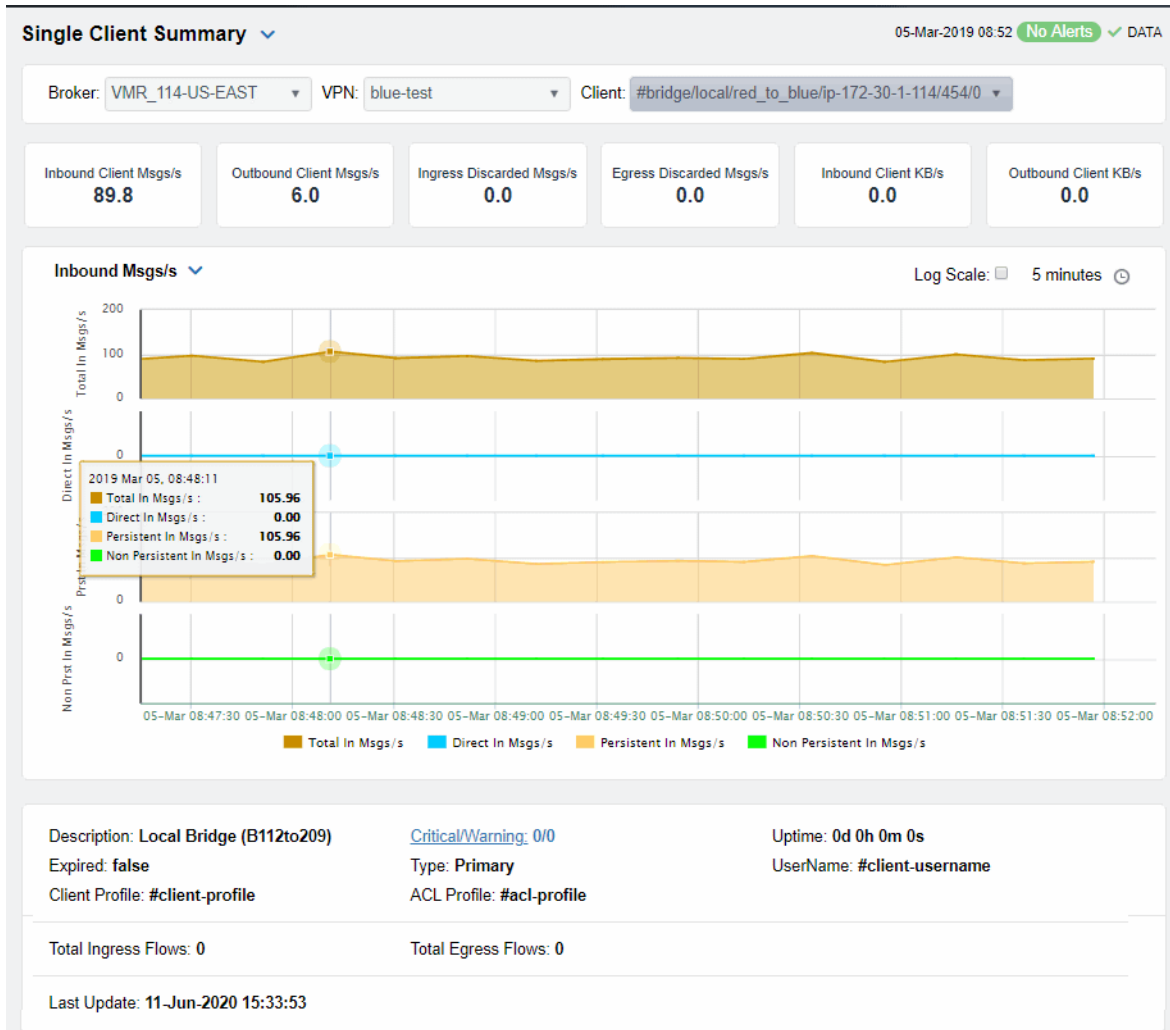 Single Client Summary
05-Mar-2019 08:52 No Alerts DATA
Broker: VMR_114-US-EAST VPN: blue-test Client: #bridge/local/red_to_blue/ip-172-30-1-114/454/0
Inbound Client Msgs/s
89.8
Outbound Client Msgs/s
6.0
Ingress Discarded Msgs/s
0.0
Egress Discarded Msgs/s
0.0
Inbound Client KB/s
0.0
Outbound Client KB/s
0.0
Inbound Msgs/s
Log Scale: 5 minutes
Total In Msgs/s
200
100
0
Direct In Msgs/s
0
2019 Mar 05, 08:48:11
Total In Msgs/s : 105.96
Direct In Msgs/s : 0.00
Persistent In Msgs/s : 105.96
Non Persistent In Msgs/s : 0.00
Prst In
0
Non Prst In Msgs/s
0
05-Mar 08:47:30 05-Mar 08:48:00 05-Mar 08:48:30 05-Mar 08:49:00 05-Mar 08:49:30 05-Mar 08:50:00 05-Mar 08:50:30 05-Mar 08:51:00 05-Mar 08:51:30 05-Mar 08:52:00
Total In Msgs/s Direct In Msgs/s Persistent In Msgs/s Non Persistent In Msgs/s
Description: Local Bridge (B112to209) Critical/Warning: 0/0 Uptime: 0d 0h 0m 0s
Expired: false Type: Primary UserName: #client-username
Client Profile: #client-profile ACL Profile: #acl-profile
Total Ingress Flows: 0 Total Egress Flows: 0
Last Update: 11-Jun-2020 15:33:53